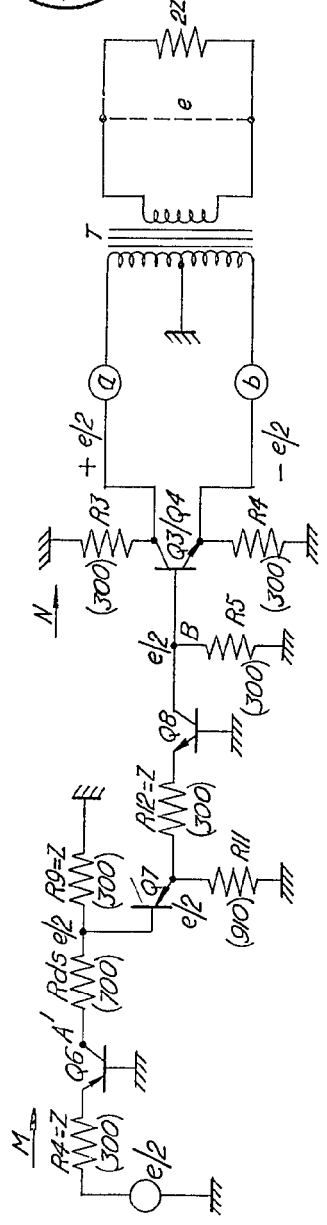 M
R4=Z
(300)
e/2
Q6
A'
Rds
(700)
e/2
R9=Z
(300)
Q7
e/2
R11
(910)
R12=Z
(300)
Q8
e/2
B
R5
(300)
N
R3
(300)
Q3/Q4
R4
(300)
+ e/2
- e/2
a
b
T
e
2Z